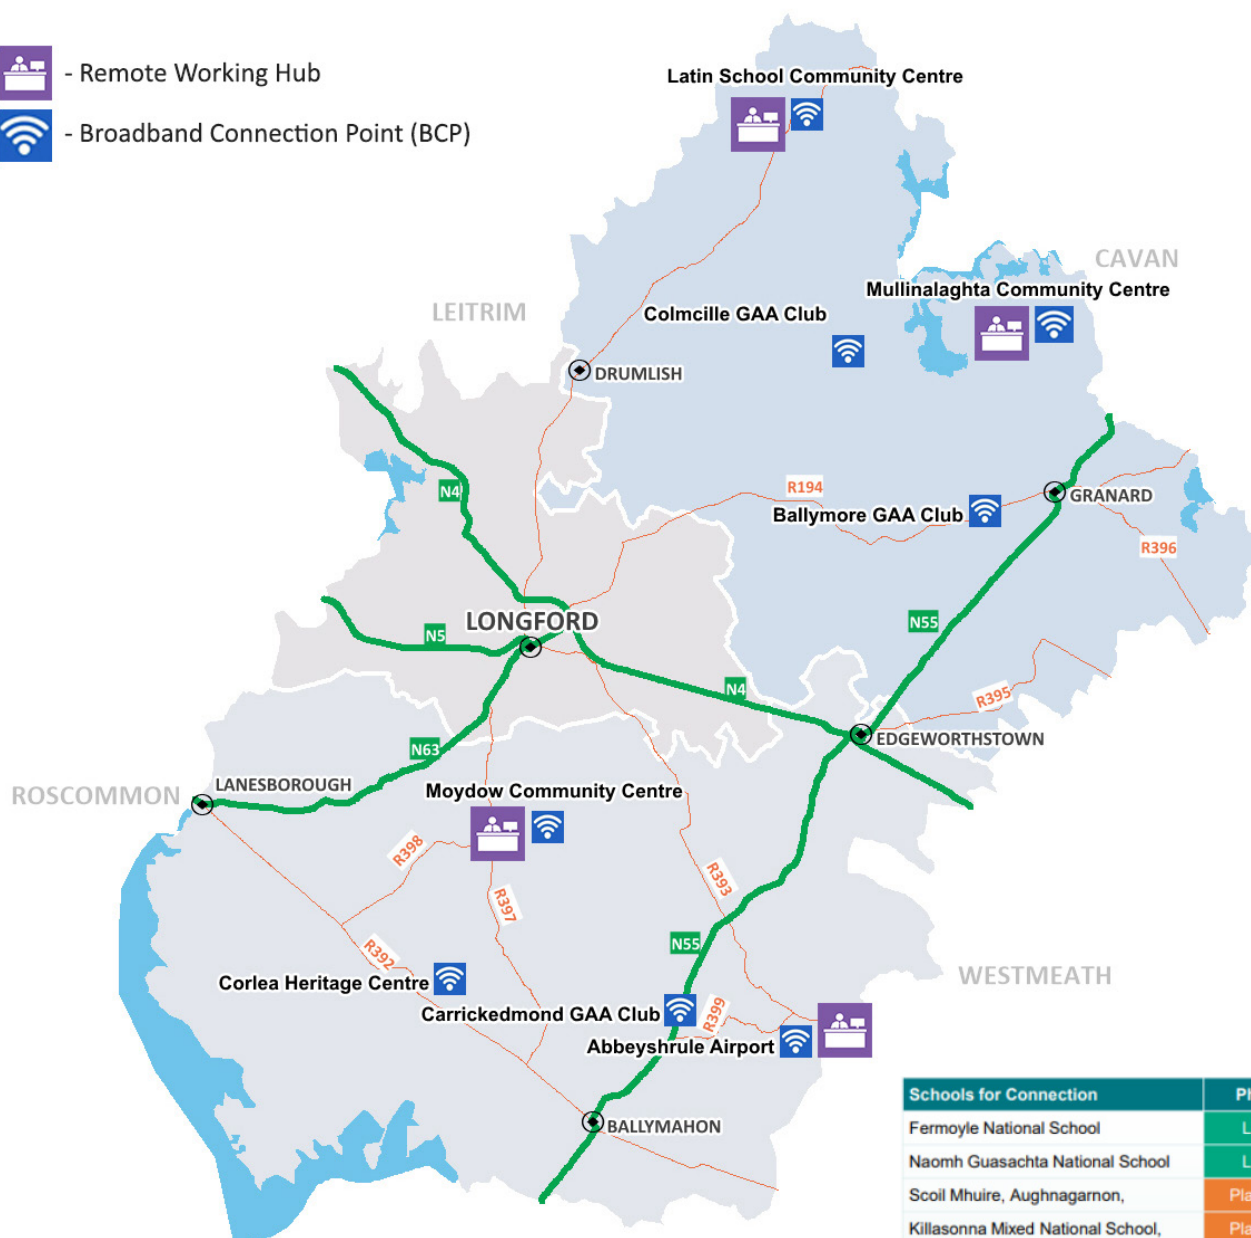 - Remote Working Hub
- Broadband Connection Point (BCP)
Latin School Community Centre
CAVAN
Mullinalaghta Community Centre
LEITRIM
Colmcille GAA Club
DRUMLISH
N4
R194
GRANARD
Ballymore GAA Club
R396
LONGFORD
N55
N5
N4
R395
EDGEWORTHSTOWN
N63
LANESBOROUGH
ROSCOMMON
Moydow Community Centre
R398
R393
R397
N55
R392
WESTMEATH
Corlea Heritage Centre
Carrickedmond GAA Club
R399
Abbeyshrule Airport
BALLYMAHON
Schools for Connection
Fermoyle National School
Naomh Guasachta National School
Scoil Mhuire, Aughnagarnon,
Killasonna Mixed National School,